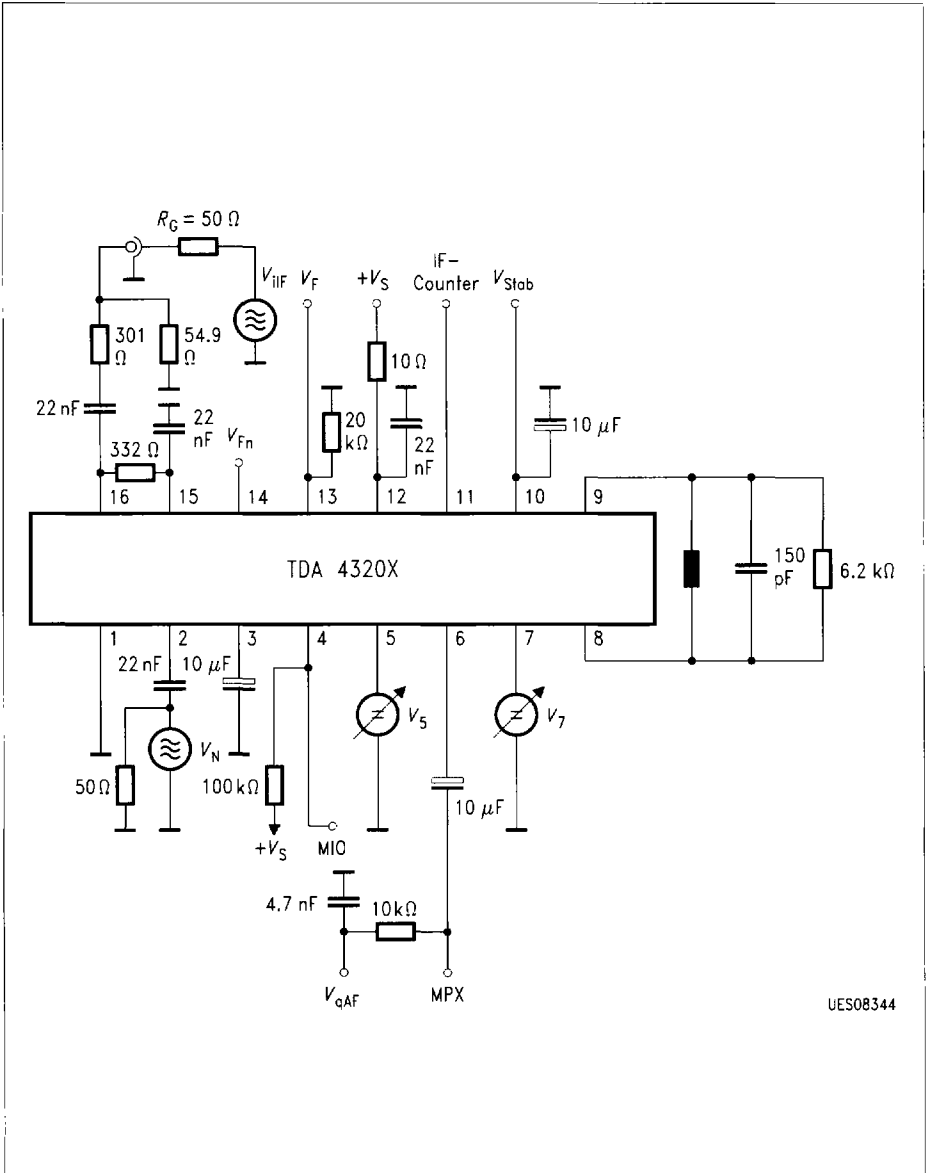 R_G = 50 Ω
V_iIF
V_F
+V_S
IF-
Counter
V_Stab
301
Ω
54.9
Ω
22 nF
22
nF
332 Ω
V_Fn
20
kΩ
10 Ω
22
nF
10 µF
16 15 14 13 12 11 10 9
TDA 4320X
150
pF
6.2 kΩ
1 2 3 4 5 6 7 8
22 nF
10 µF
V_N
50 Ω
100 kΩ
+V_S
MIO
V_5
V_7
10 µF
4.7 nF
10 kΩ
V_qAF
MPX
UES08344